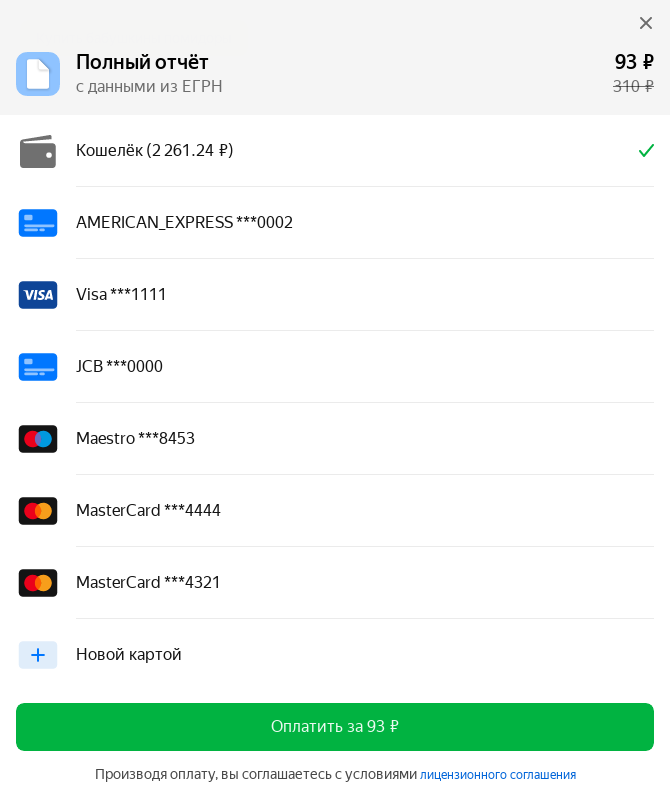 Полный отчёт
93 ₽
с данными из ЕГРН
310 ₽
Кошелёк (2 261.24 ₽)
AMERICAN_EXPRESS ***0002
VISA
Visa ***1111
JCB ***0000
Maestro ***8453
MasterCard ***4444
MasterCard ***4321
Новой картой
Оплатить за 93 ₽
Производя оплату, вы соглашаетесь с условиями лицензионного соглашения